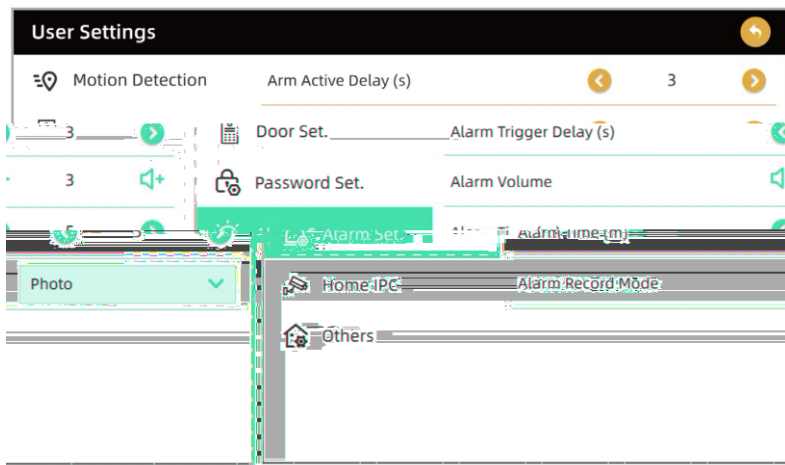 User Settings
Motion Detection
Arm Active Delay (s)
3
3
Door Set.
Alarm Trigger Delay (s)
3
Password Set.
Alarm Volume
Alarm Set.
Photo
Home IPC
Alarm Record Mode
Others